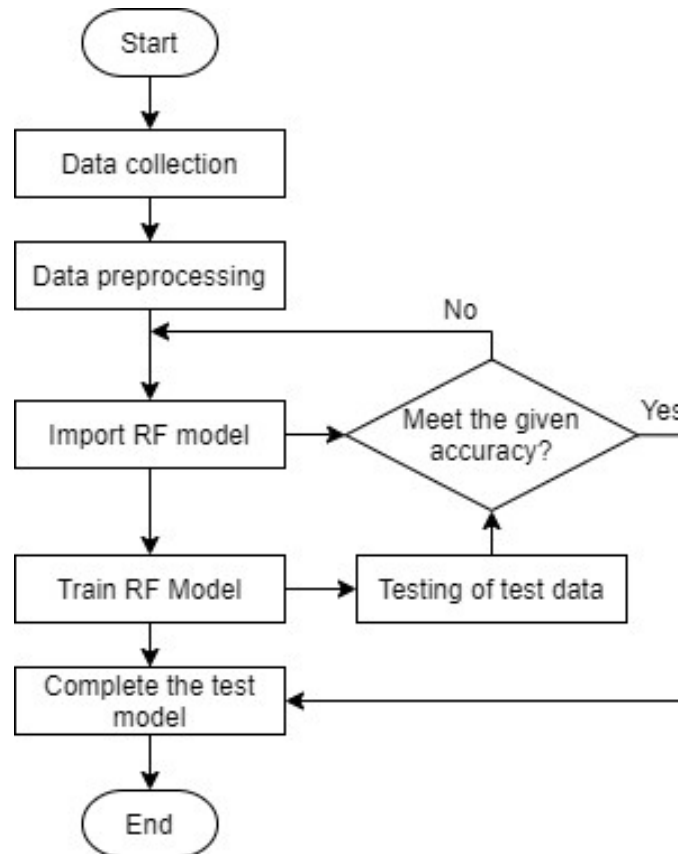 Start
Data collection
Data preprocessing
No
Import RF model
Meet the given
accuracy?
Yes
Train RF Model
Testing of test data
Complete the test
model
End